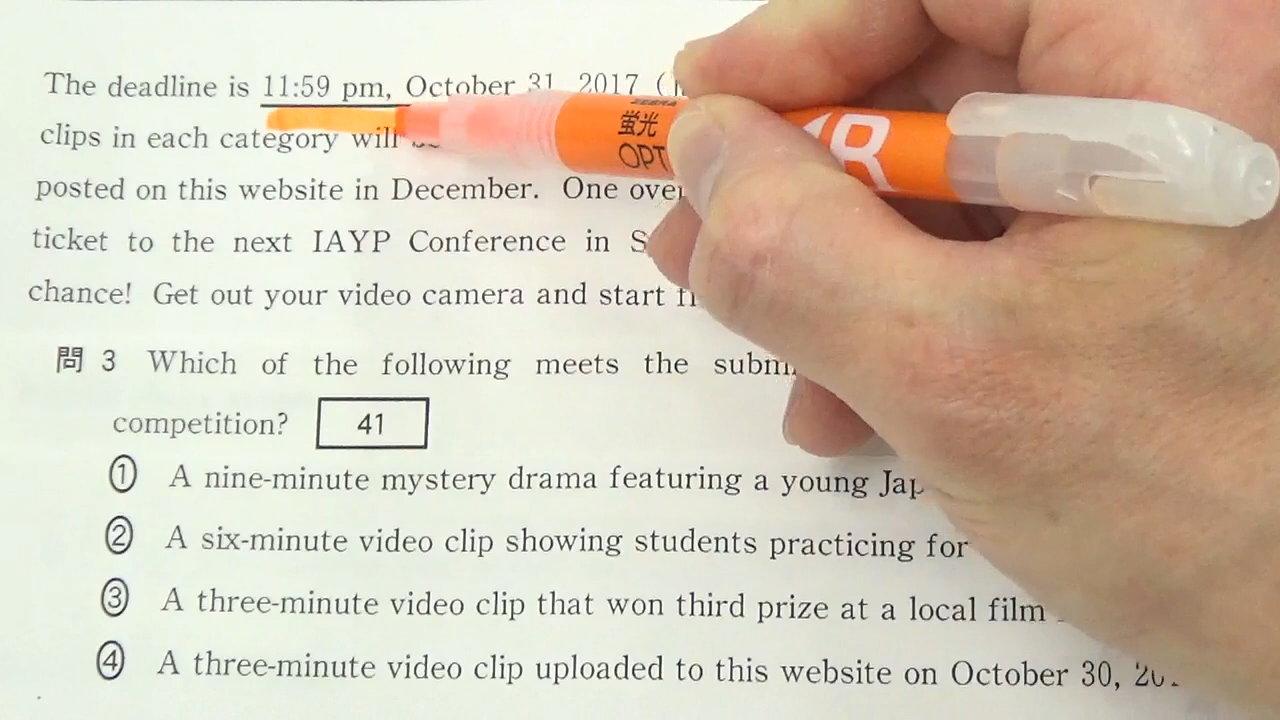 The deadline is 11:59 pm, October 31, 2017 (
clips in each category will
posted on this website in December. One
ticket to the next IAYP Conference in
chance! Get out your video camera and start
問 3 Which of the following meets the
competition? 41
① A nine-minute mystery drama featuring a young
② A six-minute video clip showing students practicing for
③ A three-minute video clip that won third prize at a local film
④ A three-minute video clip uploaded to this website on October 30,
蛍光
OPT
R